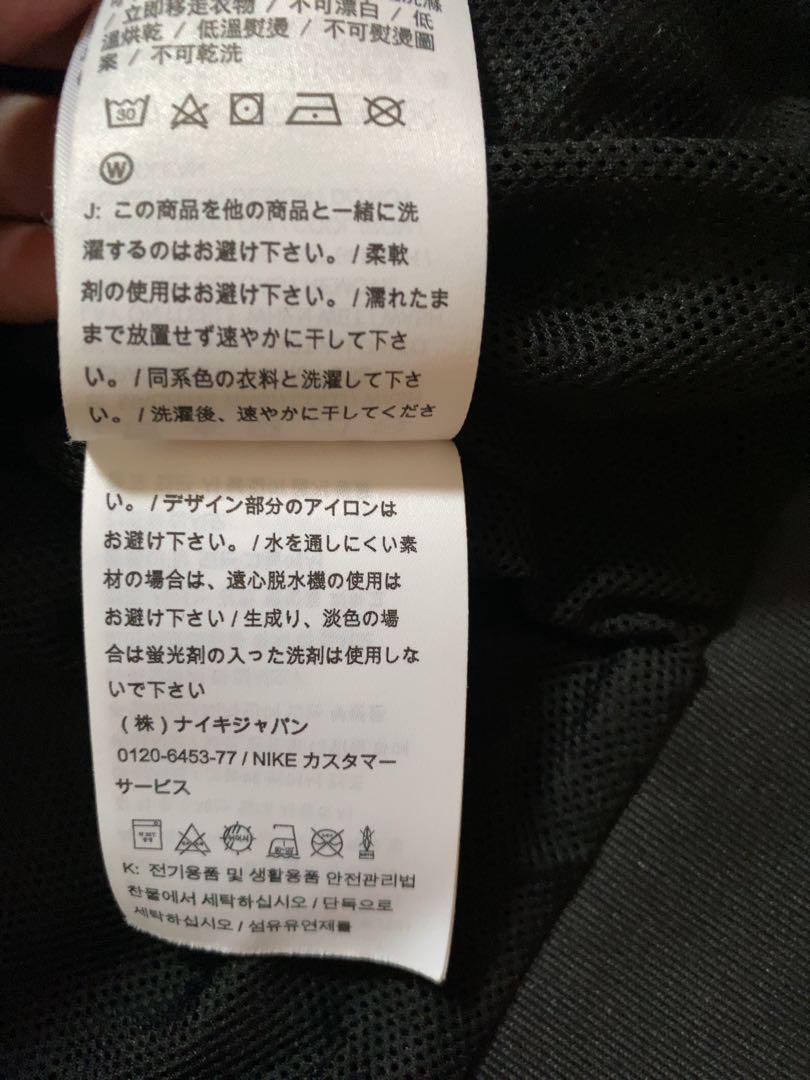 / 立即移走衣物 / 不可漂白 / 低
溫烘乾 / 低溫熨燙 / 不可熨燙圖
案 / 不可乾洗
30
W
J: この商品を他の商品と一緒に洗
濯するのはお避け下さい。/ 柔軟
剤の使用はお避け下さい。/ 濡れたま
まで放置せず速やかに干して下さ
い。/ 同系色の衣料と洗濯して下さ
い。/ 洗濯後、速やかに干してくださ
い。/ デザイン部分のアイロンは
お避け下さい。/ 水を通しにくい素
材の場合は、遠心脱水機の使用は
お避け下さい / 生成り、淡色の場
合は蛍光剤の入った洗剤は使用しな
いで下さい
(株) ナイキジャパン
0120-6453-77 / NIKE カスタマー
サービス
K: 전기용품 및 생활용품 안전관리법
찬물에서 세탁하십시오 / 단독으로
세탁하십시오 / 섬유유연제를